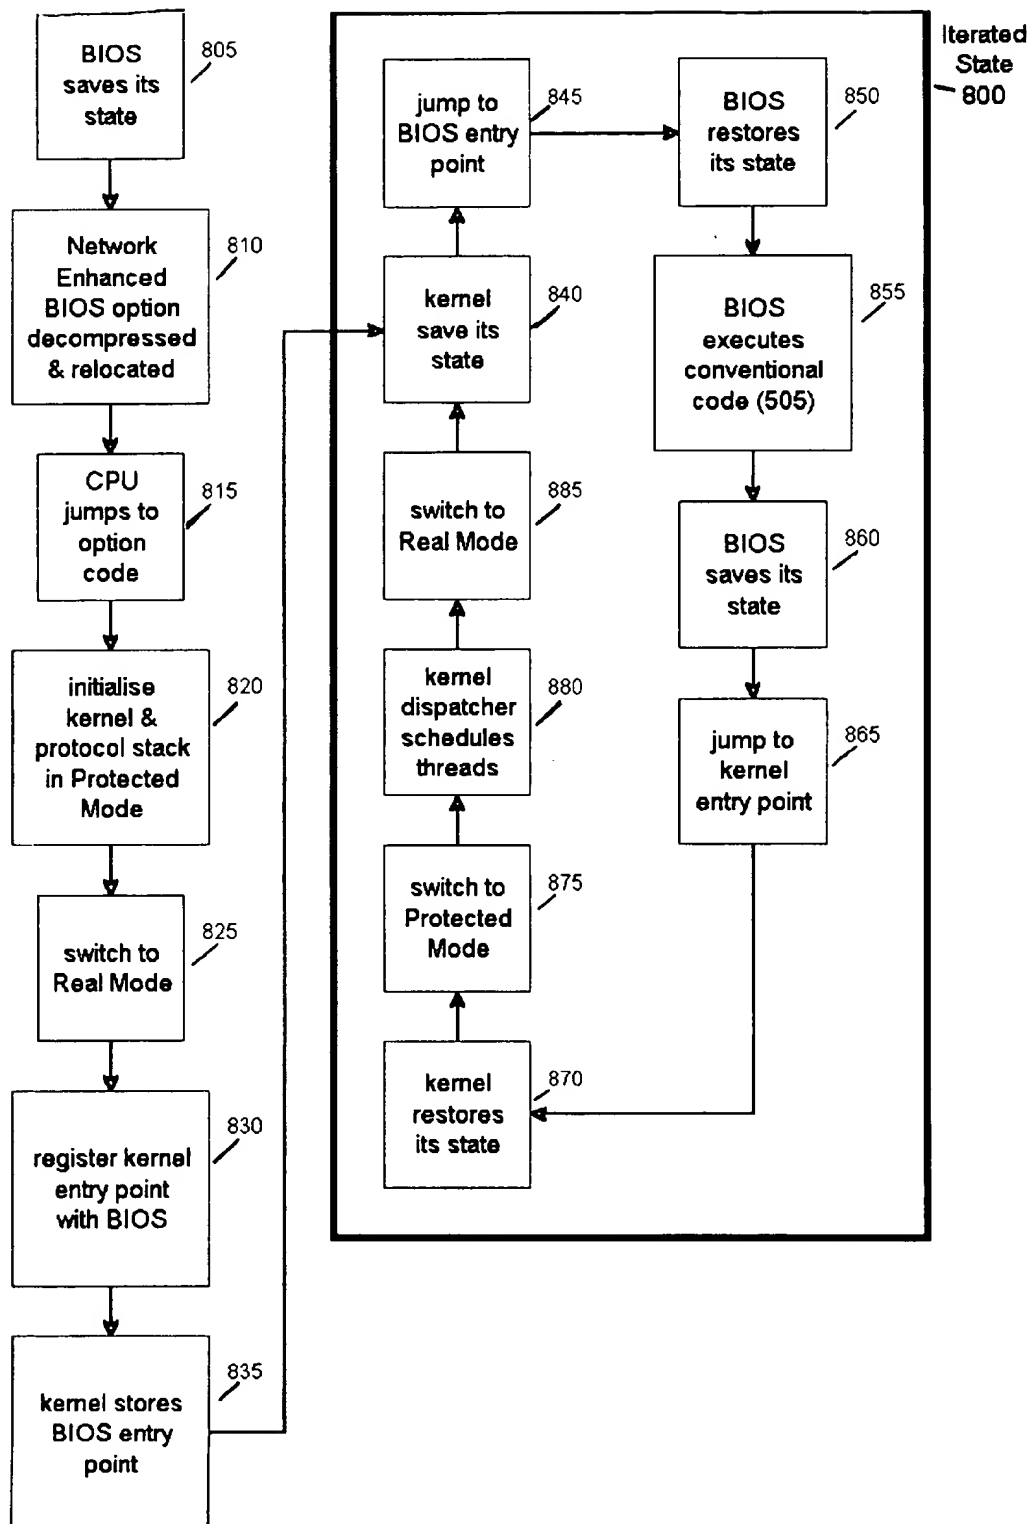 BIOS
saves its
state
805
Network
Enhanced
BIOS option
decompressed
& relocated
810
CPU
jumps to
option
code
815
initialise
kernel &
protocol stack
in Protected
Mode
820
switch to
Real Mode
825
register kernel
entry point
with BIOS
830
kernel stores
BIOS entry
point
835
Iterated
State
800
jump to
BIOS entry
point
845
BIOS
restores
its state
850
kernel
save its
state
840
BIOS
executes
conventional
code (505)
855
switch to
Real Mode
885
BIOS
saves its
state
860
kernel
dispatcher
schedules
threads
880
jump to
kernel
entry point
865
switch to
Protected
Mode
875
kernel
restores
its state
870